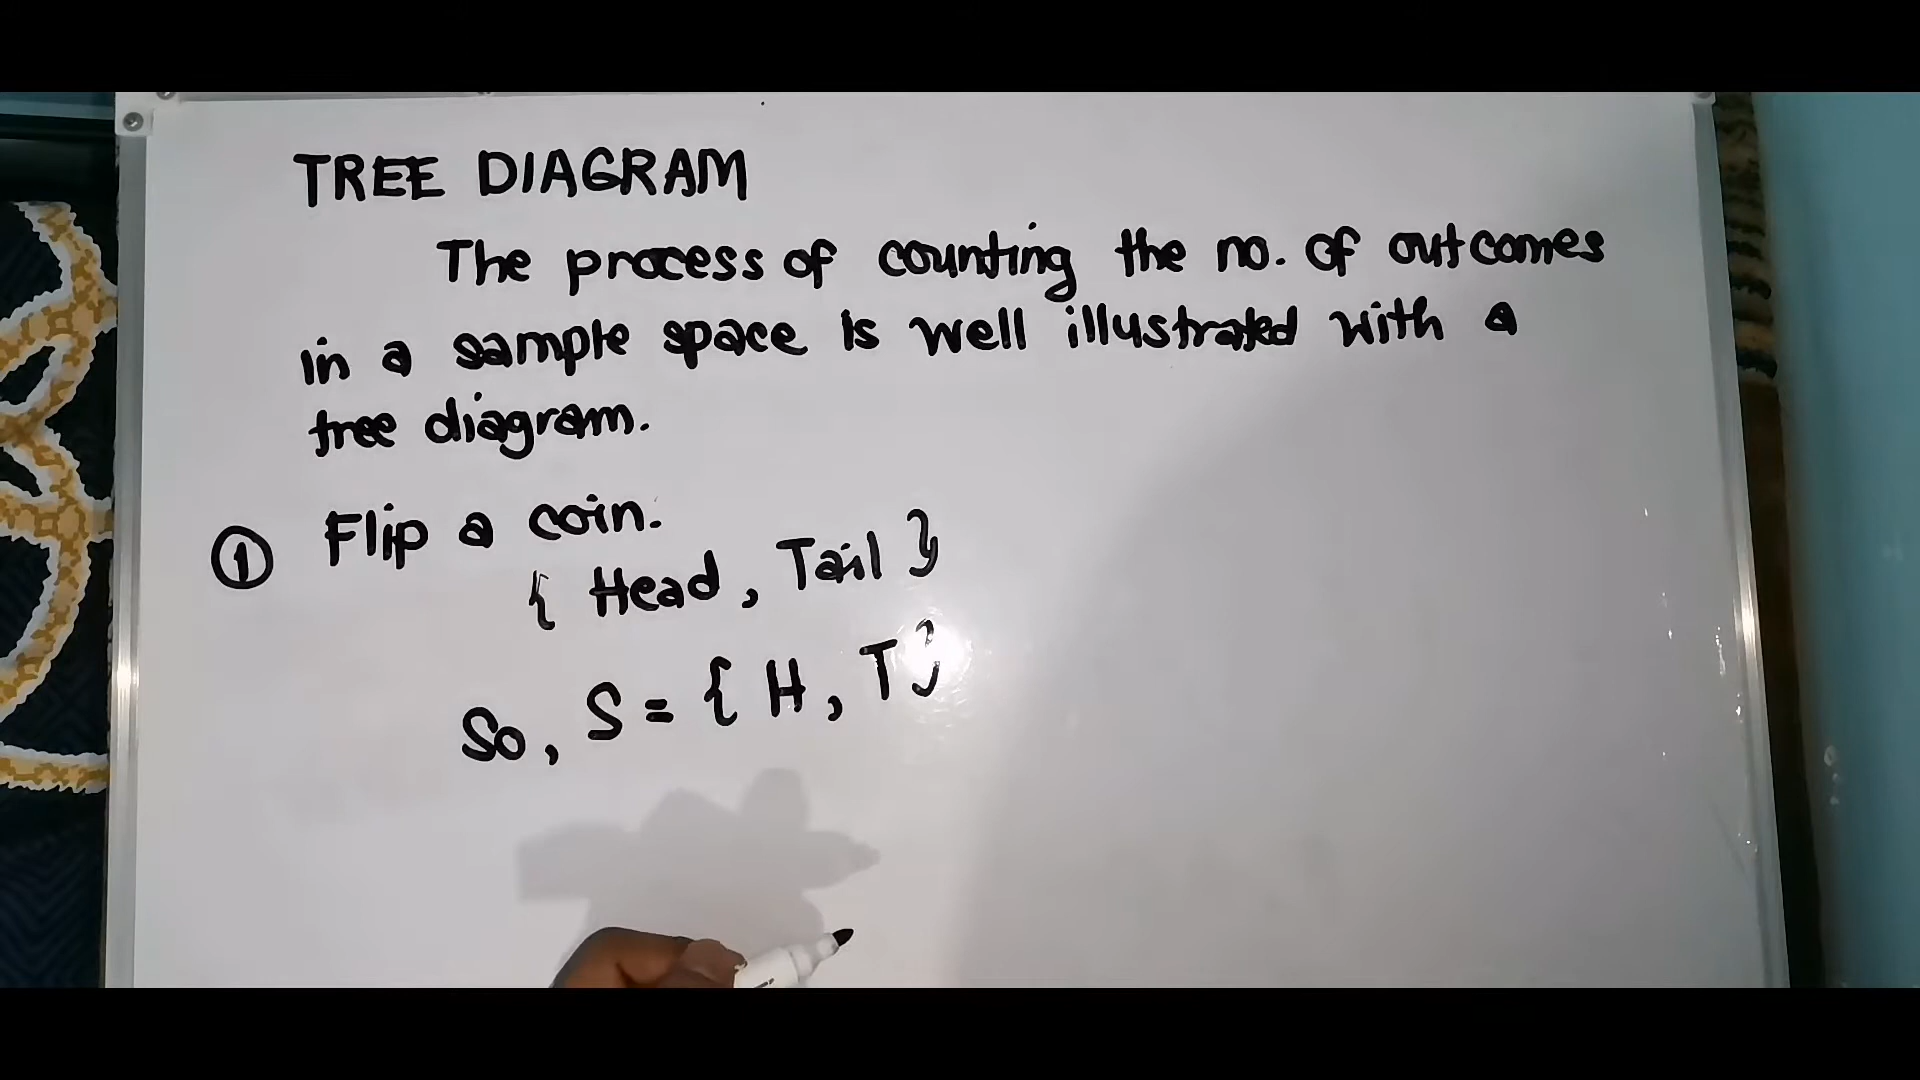 TREE DIAGRAM
The process of counting the no. of outcomes
in a sample space is well illustrated with a
tree diagram.
① Flip a coin.
{ Head, Tail }
So, S = { H, T }